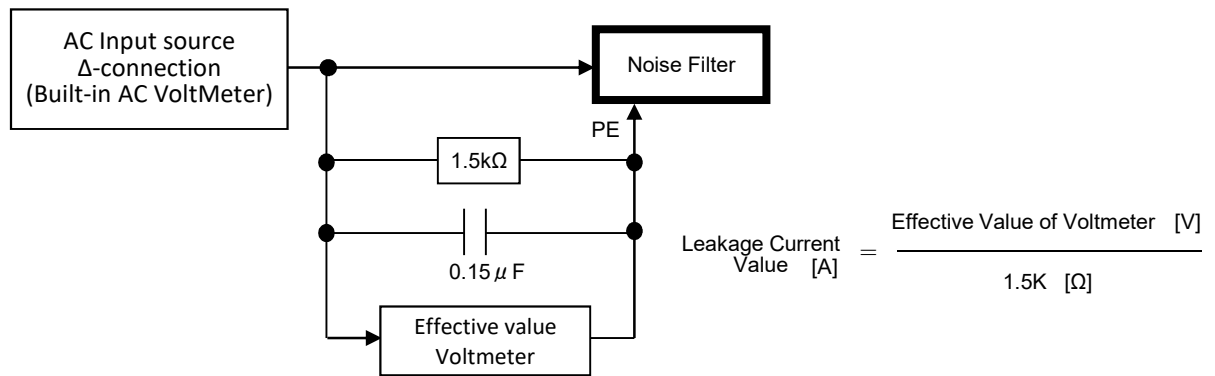 AC Input source
Δ-connection
(Built-in AC VoltMeter)
Noise Filter
PE
1.5kΩ
0.15μF
Effective value
Voltmeter
Leakage Current
Value [A]
=
Effective Value of Voltmeter [V]
1.5K [Ω]